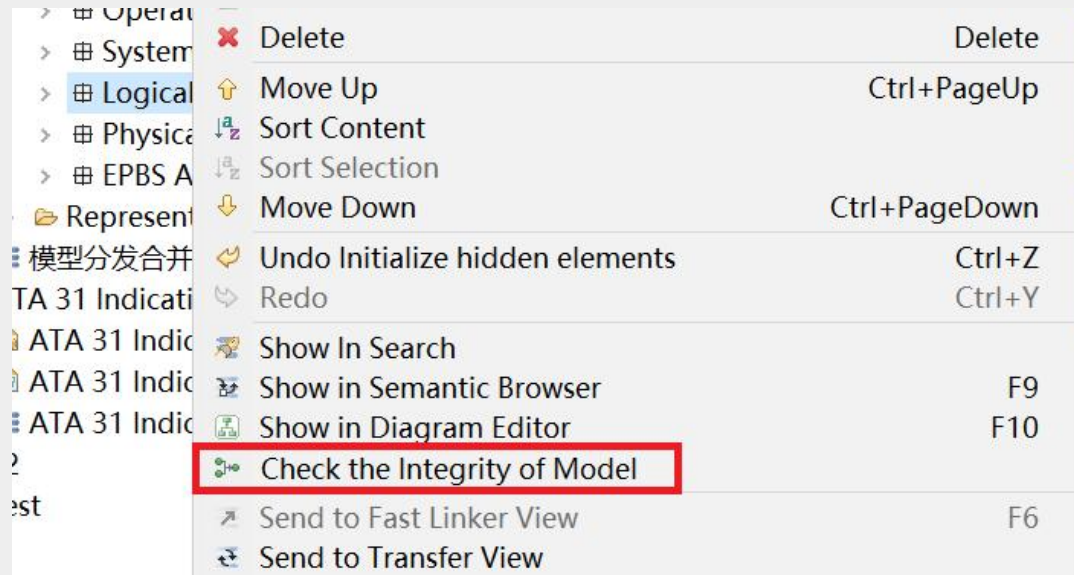 Operat
System
Logical
Physica
EPBS A
Represent
模型分发合并
TA 31 Indicati
ATA 31 Indic
ATA 31 Indic
ATA 31 Indic
2
est
Delete Delete
Move Up Ctrl+PageUp
Sort Content
Sort Selection
Move Down Ctrl+PageDown
Undo Initialize hidden elements Ctrl+Z
Redo Ctrl+Y
Show In Search
Show in Semantic Browser F9
Show in Diagram Editor F10
Check the Integrity of Model
Send to Fast Linker View F6
Send to Transfer View